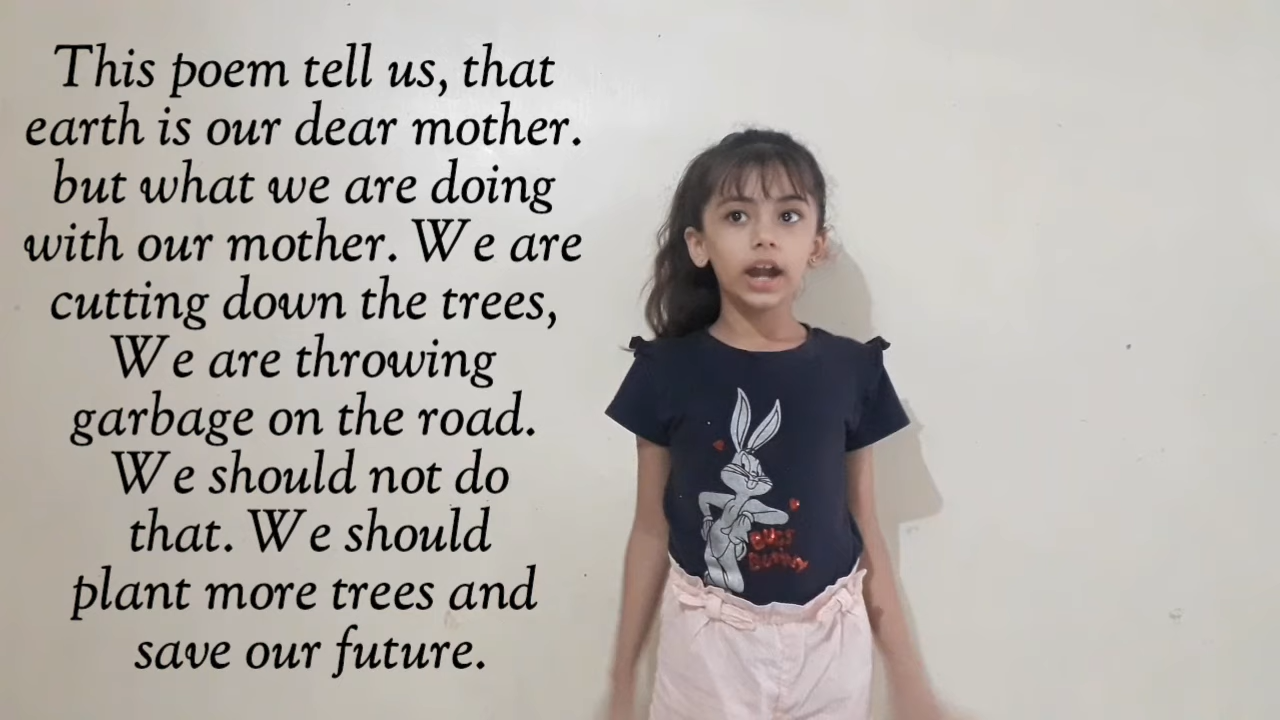 This poem tell us, that
earth is our dear mother.
but what we are doing
with our mother. We are
cutting down the trees,
We are throwing
garbage on the road.
We should not do
that. We should
plant more trees and
save our future.
Bugs
Bunny